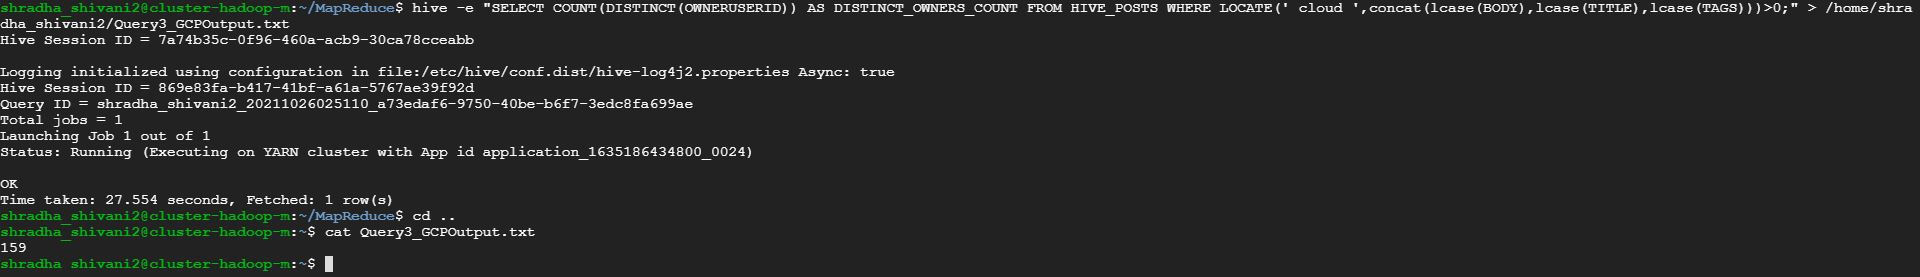 shradha_shivani2@cluster-hadoop-m:~/MapReduce$ hive -e "SELECT COUNT(DISTINCT(OWNERUSERID)) AS DISTINCT_OWNERS_COUNT FROM HIVE_POSTS WHERE LOCATE(' cloud ',concat(lcase(BODY),lcase(TITLE),lcase(TAGS)))>0;" > /home/shra
dha_shivani2/Query3_GCPOutput.txt
Hive Session ID = 7a74b35c-0f96-460a-acb9-30ca78cceabb
Logging initialized using configuration in file:/etc/hive/conf.dist/hive-log4j2.properties Async: true
Hive Session ID = 869e83fa-b417-41bf-a61a-5767ae39f92d
Query ID = shradha_shivani2_20211026025110_a73edaf6-9750-40be-b6f7-3edc8fa699ae
Total jobs = 1
Launching Job 1 out of 1
Status: Running (Executing on YARN cluster with App id application_1635186434800_0024)
OK
Time taken: 27.554 seconds, Fetched: 1 row(s)
shradha_shivani2@cluster-hadoop-m:~/MapReduce$ cd ..
shradha_shivani2@cluster-hadoop-m:~$ cat Query3_GCPOutput.txt
159
shradha_shivani2@cluster-hadoop-m:~$